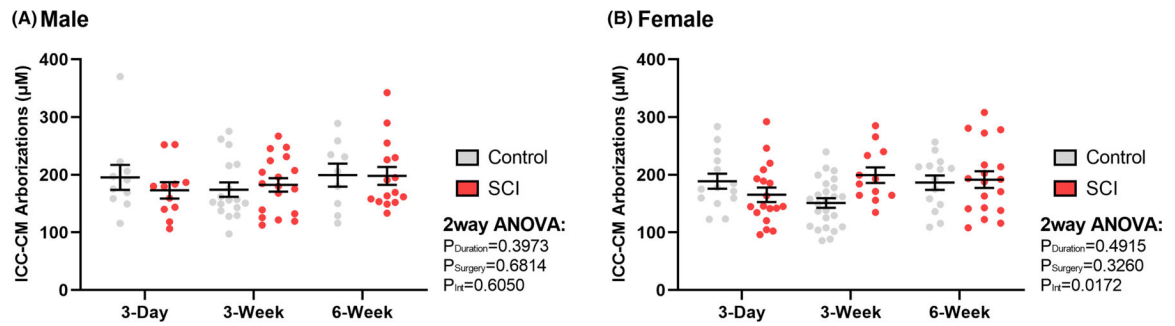 (A) Male
ICC-CM Arborizations (μM)
400
300
200
100
0
3-Day
3-Week
6-Week
Control
SCI
2way ANOVA:
PDuration=0.3973
PSurgery=0.6814
PInt=0.6050
(B) Female
ICC-CM Arborizations (μM)
400
300
200
100
0
3-Day
3-Week
6-Week
Control
SCI
2way ANOVA:
PDuration=0.4915
PSurgery=0.3260
PInt=0.0172